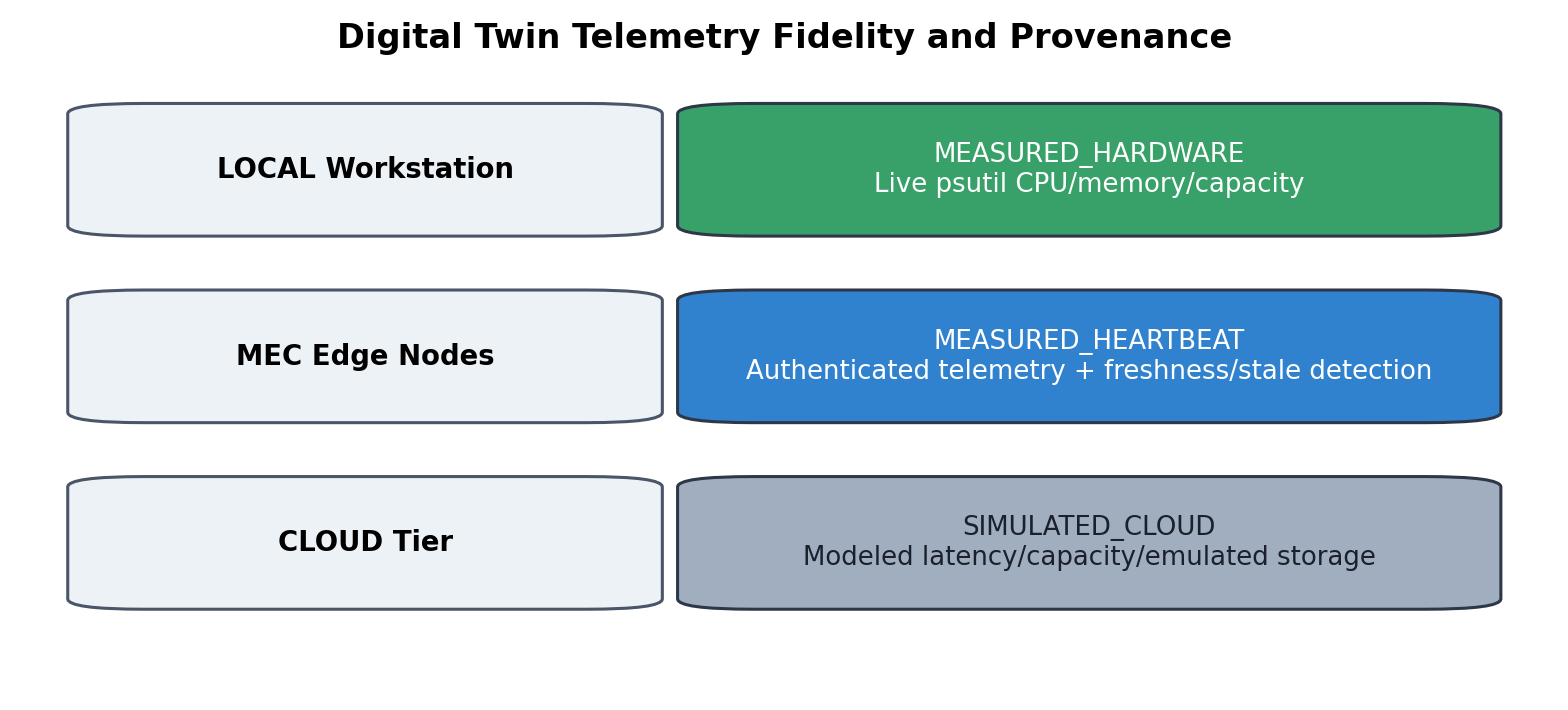 Digital Twin Telemetry Fidelity and Provenance
LOCAL Workstation
MEASURED_HARDWARE
Live psutil CPU/memory/capacity
MEC Edge Nodes
MEASURED_HEARTBEAT
Authenticated telemetry + freshness/stale detection
CLOUD Tier
SIMULATED_CLOUD
Modeled latency/capacity/emulated storage